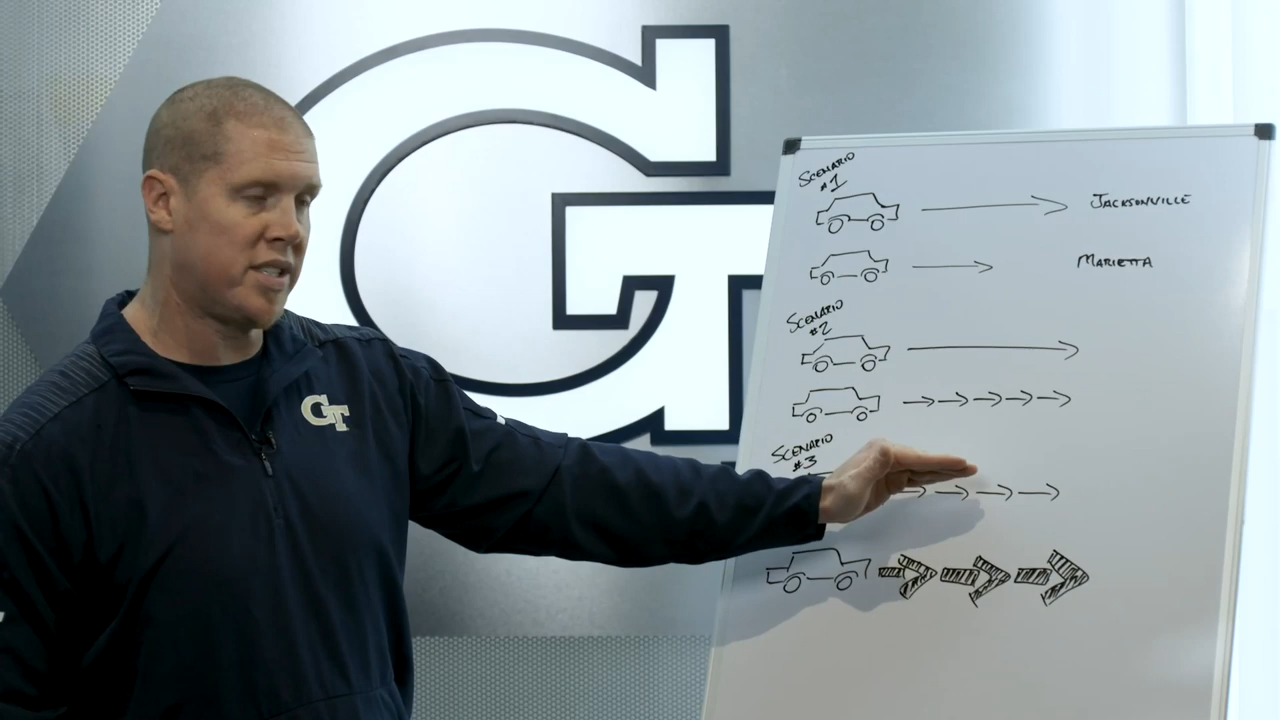 GT
GT
SCENARIO
#1
JACKSONVILLE
MARIETTA
SCENARIO
#2
SCENARIO
#3